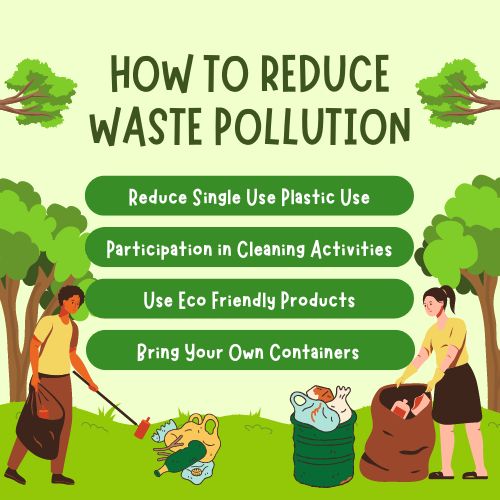 HOW TO REDUCE
WASTE POLLUTION
Reduce Single Use Plastic Use
Participation in Cleaning Activities
Use Eco Friendly Products
Bring Your Own Containers